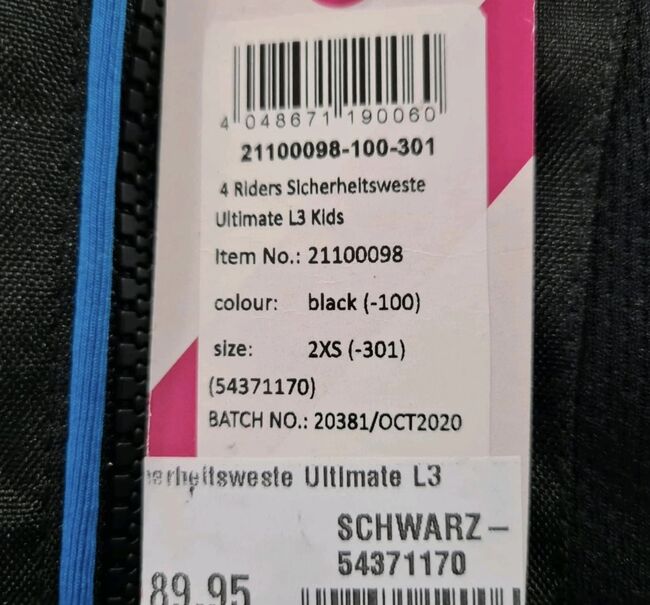 4 048671 190060
21100098-100-301
4 Riders Sicherheitsweste
Ultimate L3 Kids
Item No.: 21100098
colour: black (-100)
size: 2XS (-301)
(54371170)
BATCH NO.: 20381/OCT2020
erheitsweste Ultimate L3
SCHWARZ-
54371170
89.95